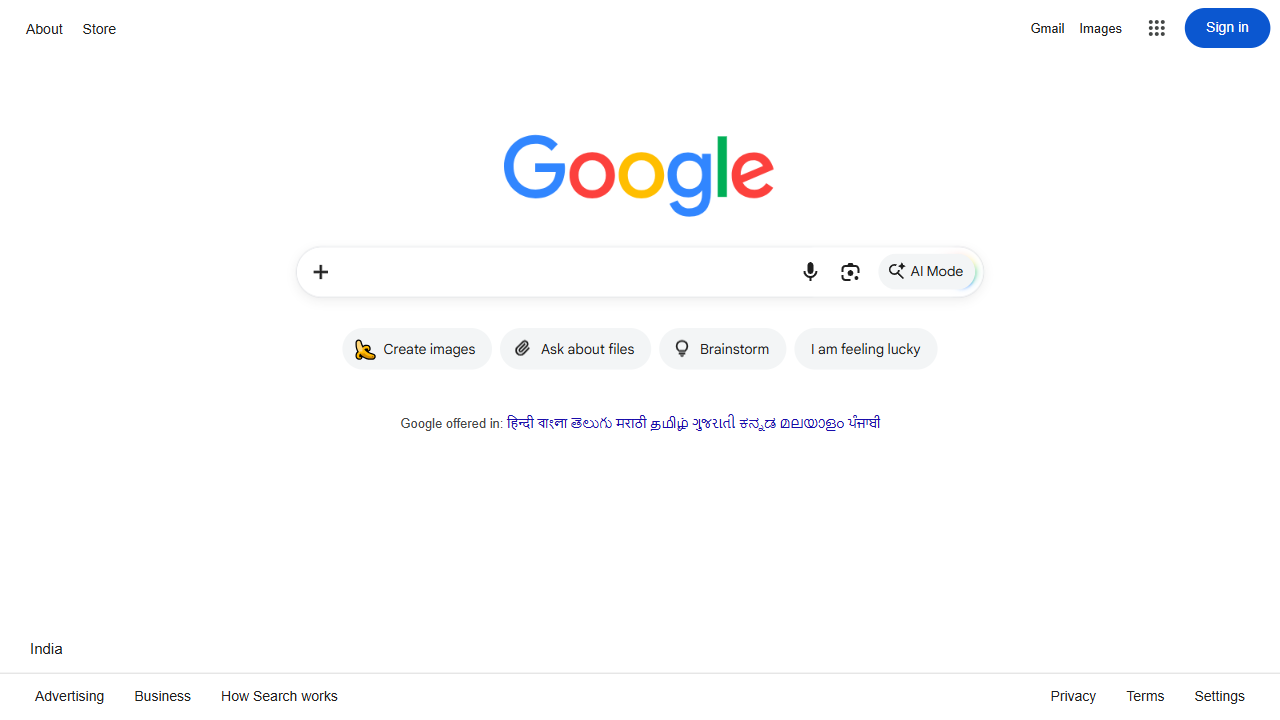 About Store
Gmail Images Sign in
Google
AI Mode
Create images Ask about files Brainstorm I am feeling lucky
Google offered in: हिन्दी বাংলা తెలుగు मराठी தமிழ் ગુજરાતી ಕನ್ನಡ മലയാളം ਪੰਜਾਬੀ
India
Advertising Business How Search works Privacy Terms Settings